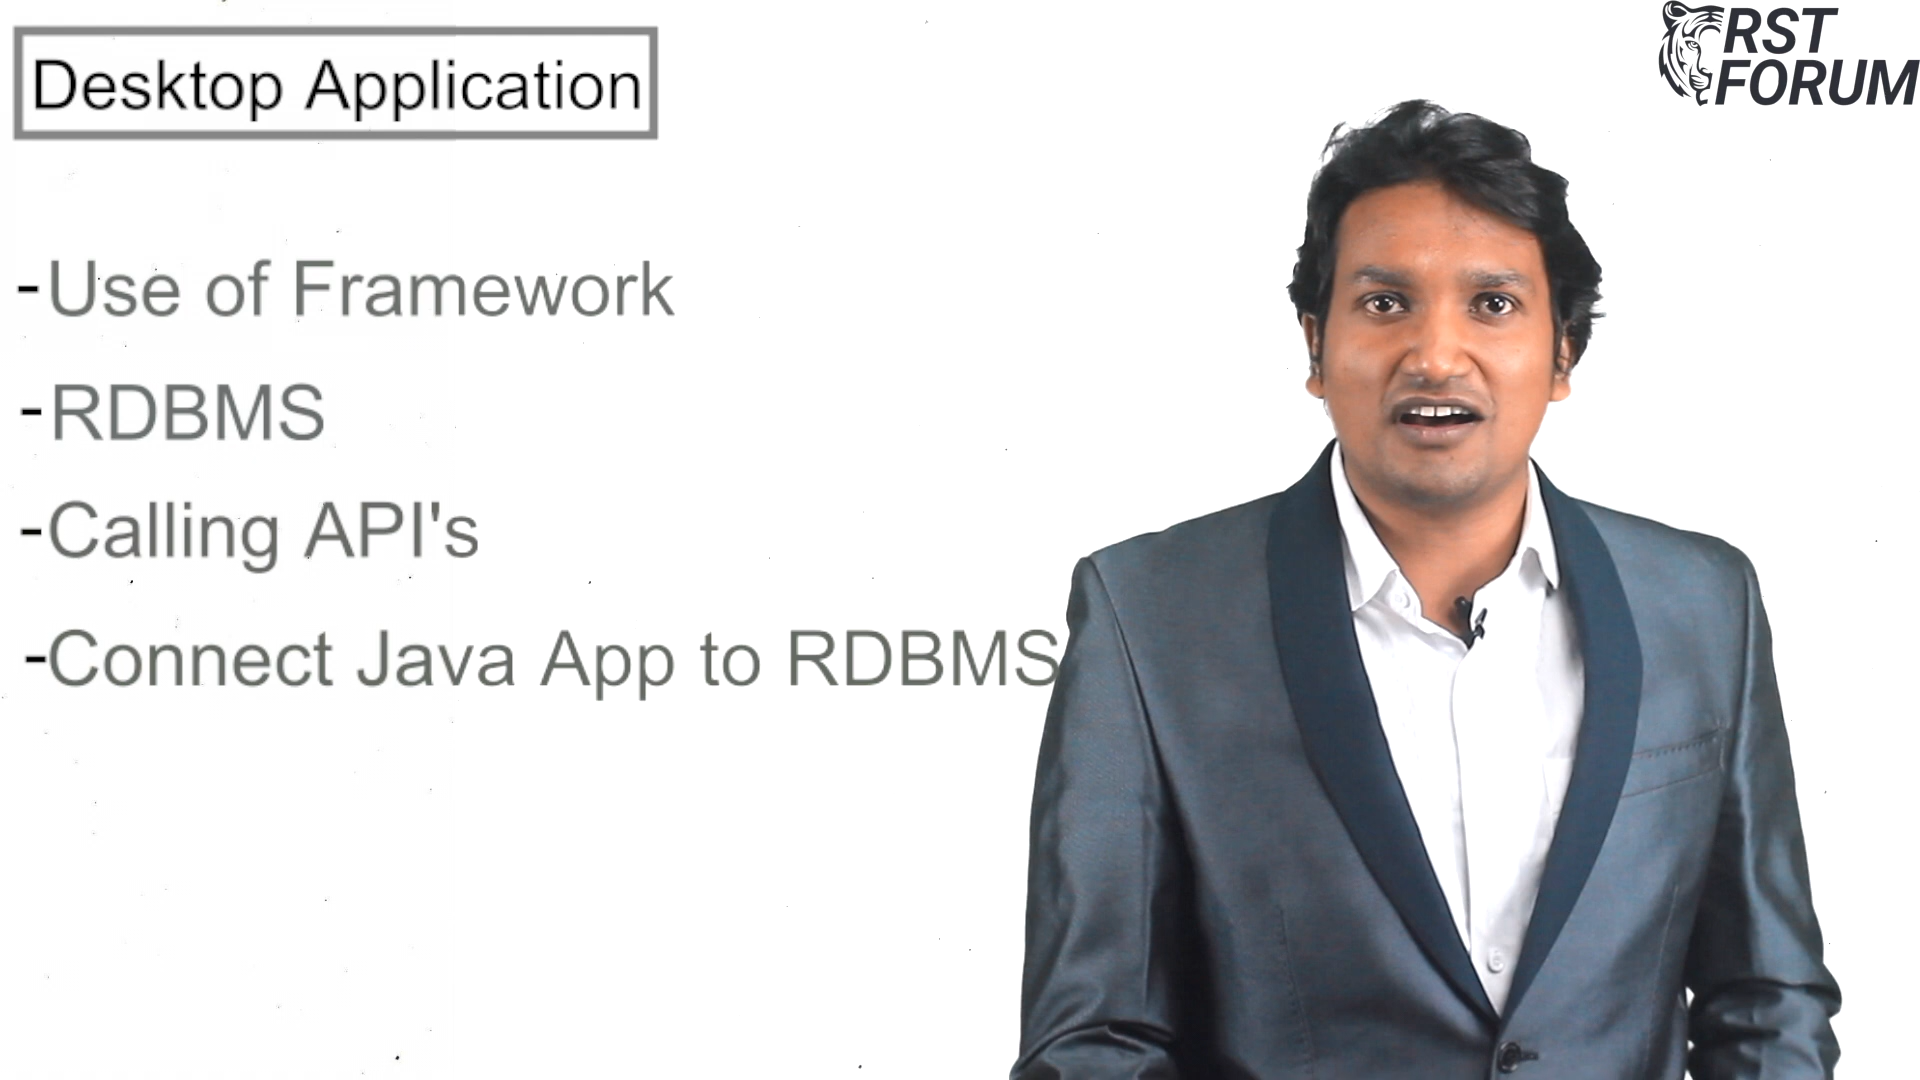 Desktop Application
RST
FORUM
-Use of Framework
-RDBMS
-Calling API's
-Connect Java App to RDBMS